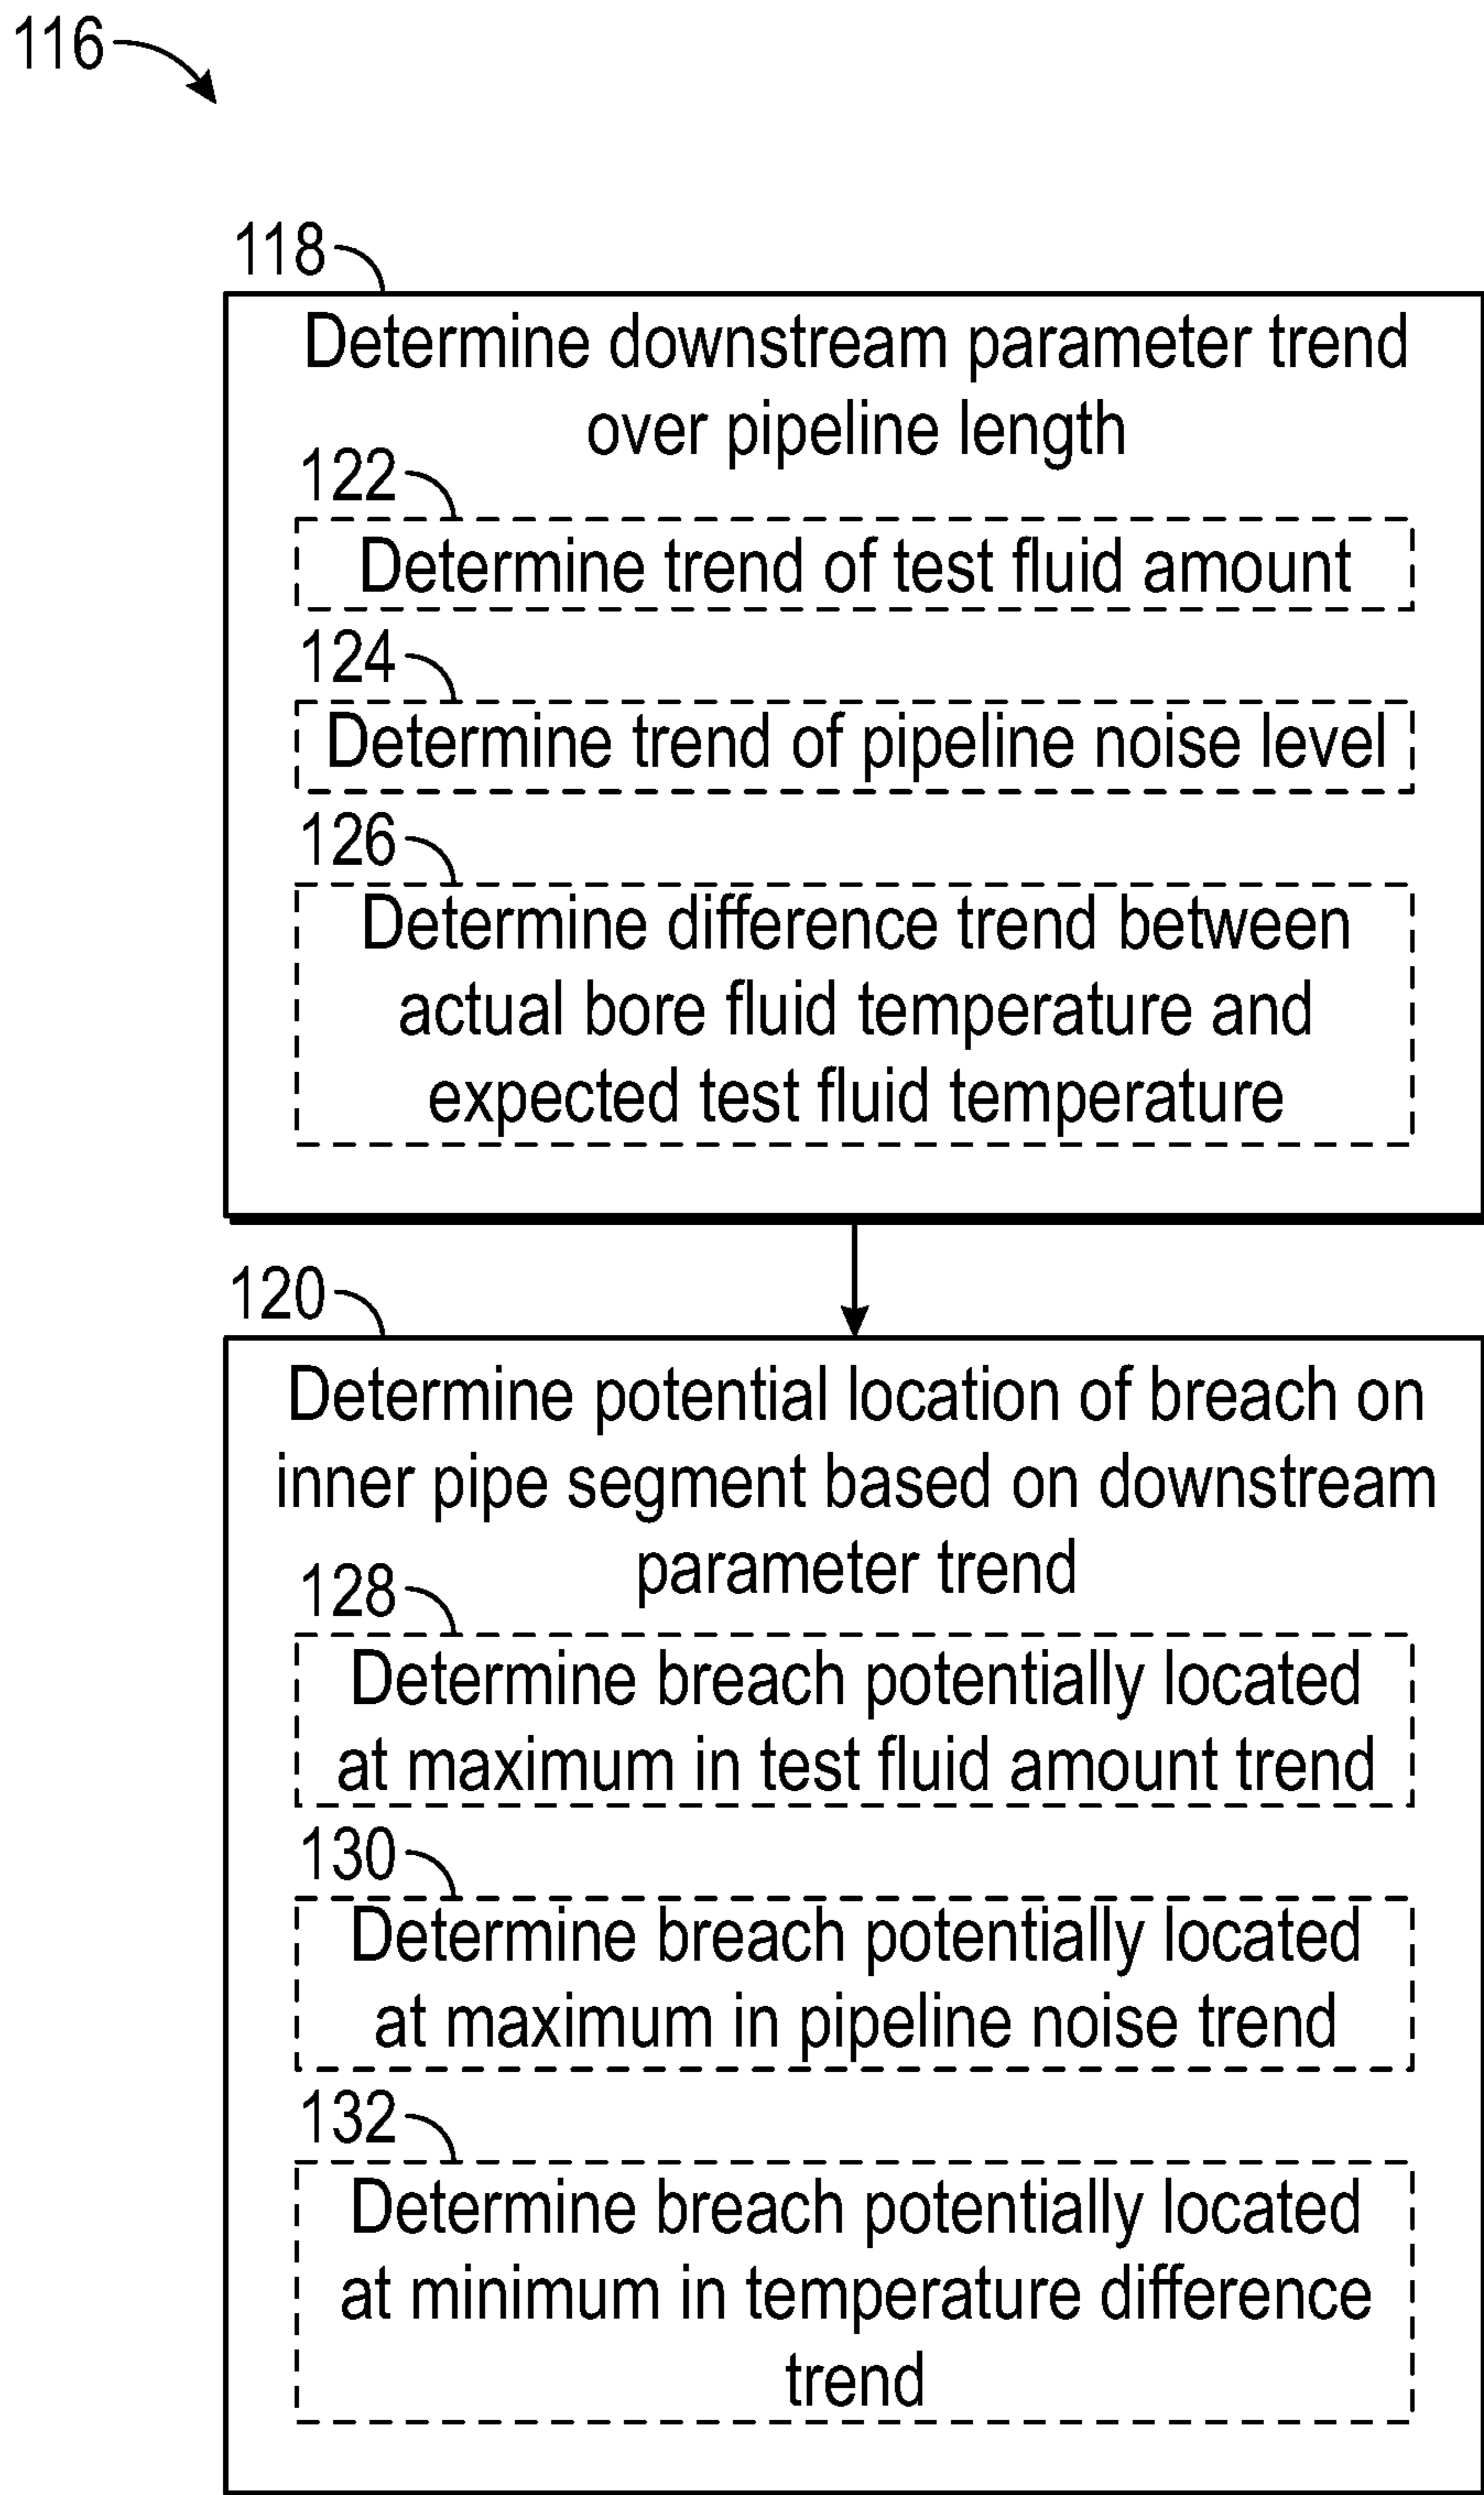 116
118
Determine downstream parameter trend
over pipeline length
122
Determine trend of test fluid amount
124
Determine trend of pipeline noise level
126
Determine difference trend between
actual bore fluid temperature and
expected test fluid temperature
120
Determine potential location of breach on
inner pipe segment based on downstream
parameter trend
128
Determine breach potentially located
at maximum in test fluid amount trend
130
Determine breach potentially located
at maximum in pipeline noise trend
132
Determine breach potentially located
at minimum in temperature difference
trend